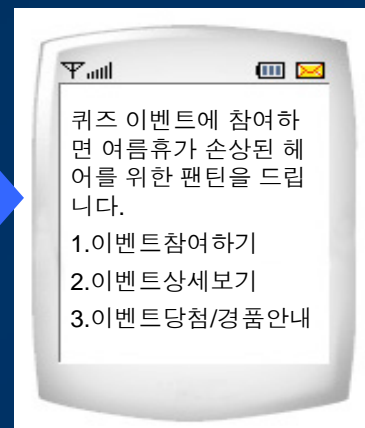 퀴즈 이벤트에 참여하
면 여름휴가 손상된 헤
어를 위한 팬틴을 드립
니다.
1.이벤트참여하기
2.이벤트상세보기
3.이벤트당첨/경품안내